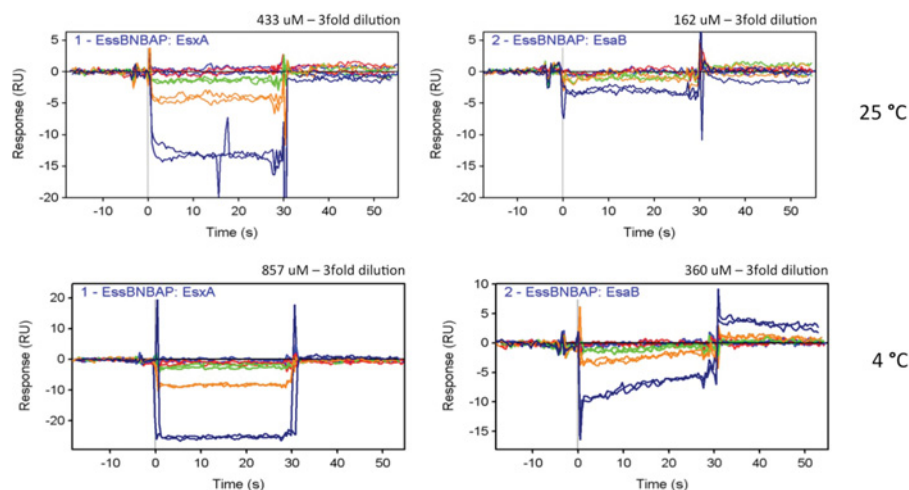 433 uM – 3fold dilution
1 - EssBNBAP: EsxA
Response (RU)
5
0
-5
-10
-15
-20
-10 0 10 20 30 40 50
Time (s)
162 uM – 3fold dilution
2 - EssBNBAP: EsaB
Response (RU)
5
0
-5
-10
-15
-20
-10 0 10 20 30 40 50
Time (s)
25 °C
857 uM – 3fold dilution
1 - EssBNBAP: EsxA
Response (RU)
20
10
0
-10
-20
-10 0 10 20 30 40 50
Time (s)
360 uM – 3fold dilution
2 - EssBNBAP: EsaB
Response (RU)
10
5
0
-5
-10
-15
-10 0 10 20 30 40 50
Time (s)
4 °C